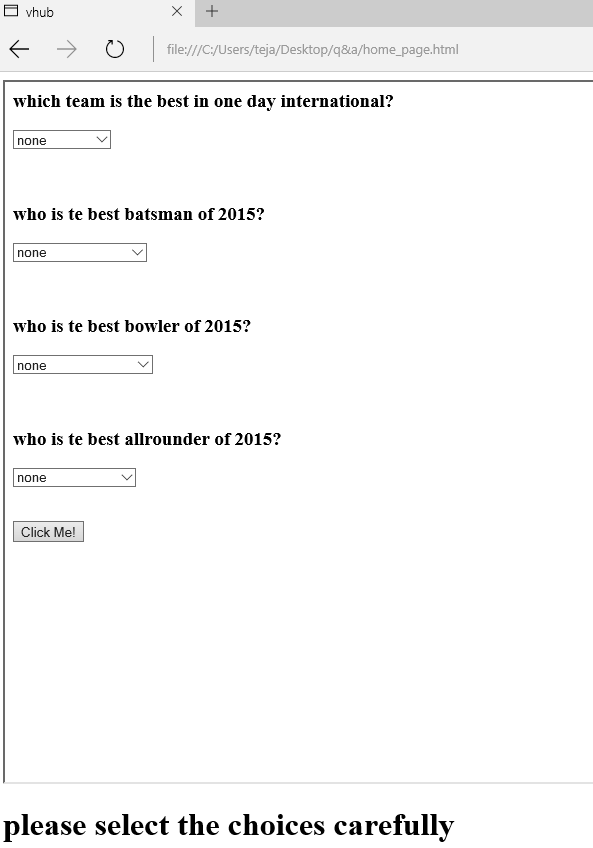 vhub
file:///C:/Users/teja/Desktop/q&a/home_page.html
which team is the best in one day international?
none
who is te best batsman of 2015?
none
who is te best bowler of 2015?
none
who is te best allrounder of 2015?
none
Click Me!
please select the choices carefully